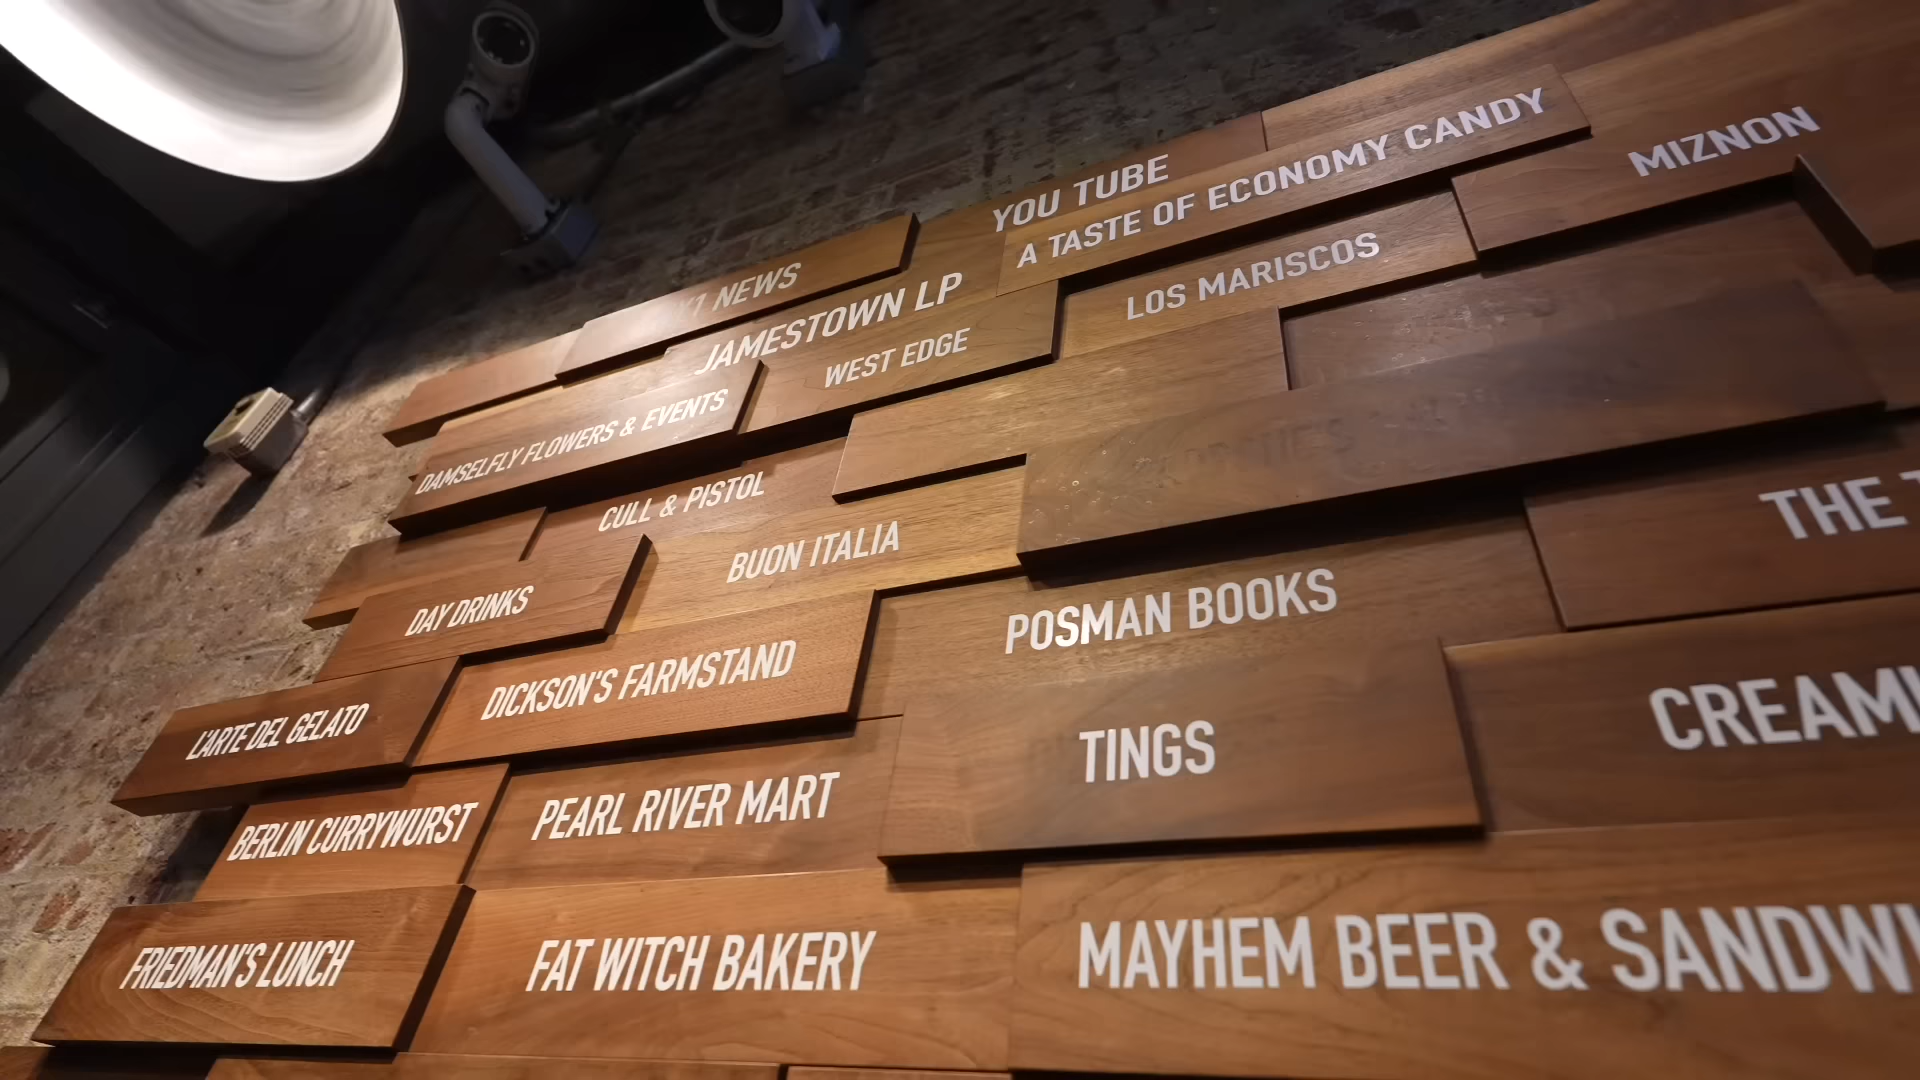 YOU TUBE
A TASTE OF ECONOMY CANDY
MIZNON
NEWS
JAMESTOWN LP
LOS MARISCOS
WEST EDGE
DAMSELFLY FLOWERS & EVENTS
CULL & PISTOL
BUON ITALIA
THE
DAY DRINKS
POSMAN BOOKS
DICKSON'S FARMSTAND
L'ARTE DEL GELATO
TINGS
PEARL RIVER MART
BERLIN CURRYWURST
FRIEDMAN'S LUNCH
FAT WITCH BAKERY
MAYHEM BEER &